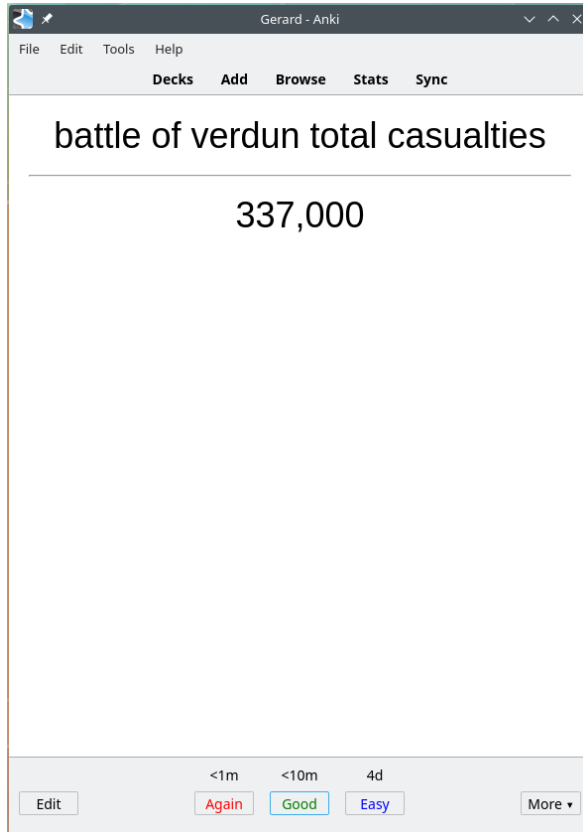 Gerard - Anki
File Edit Tools Help
Decks Add Browse Stats Sync
battle of verdun total casualties
337,000
<1m <10m 4d
Edit Again Good Easy More ▾